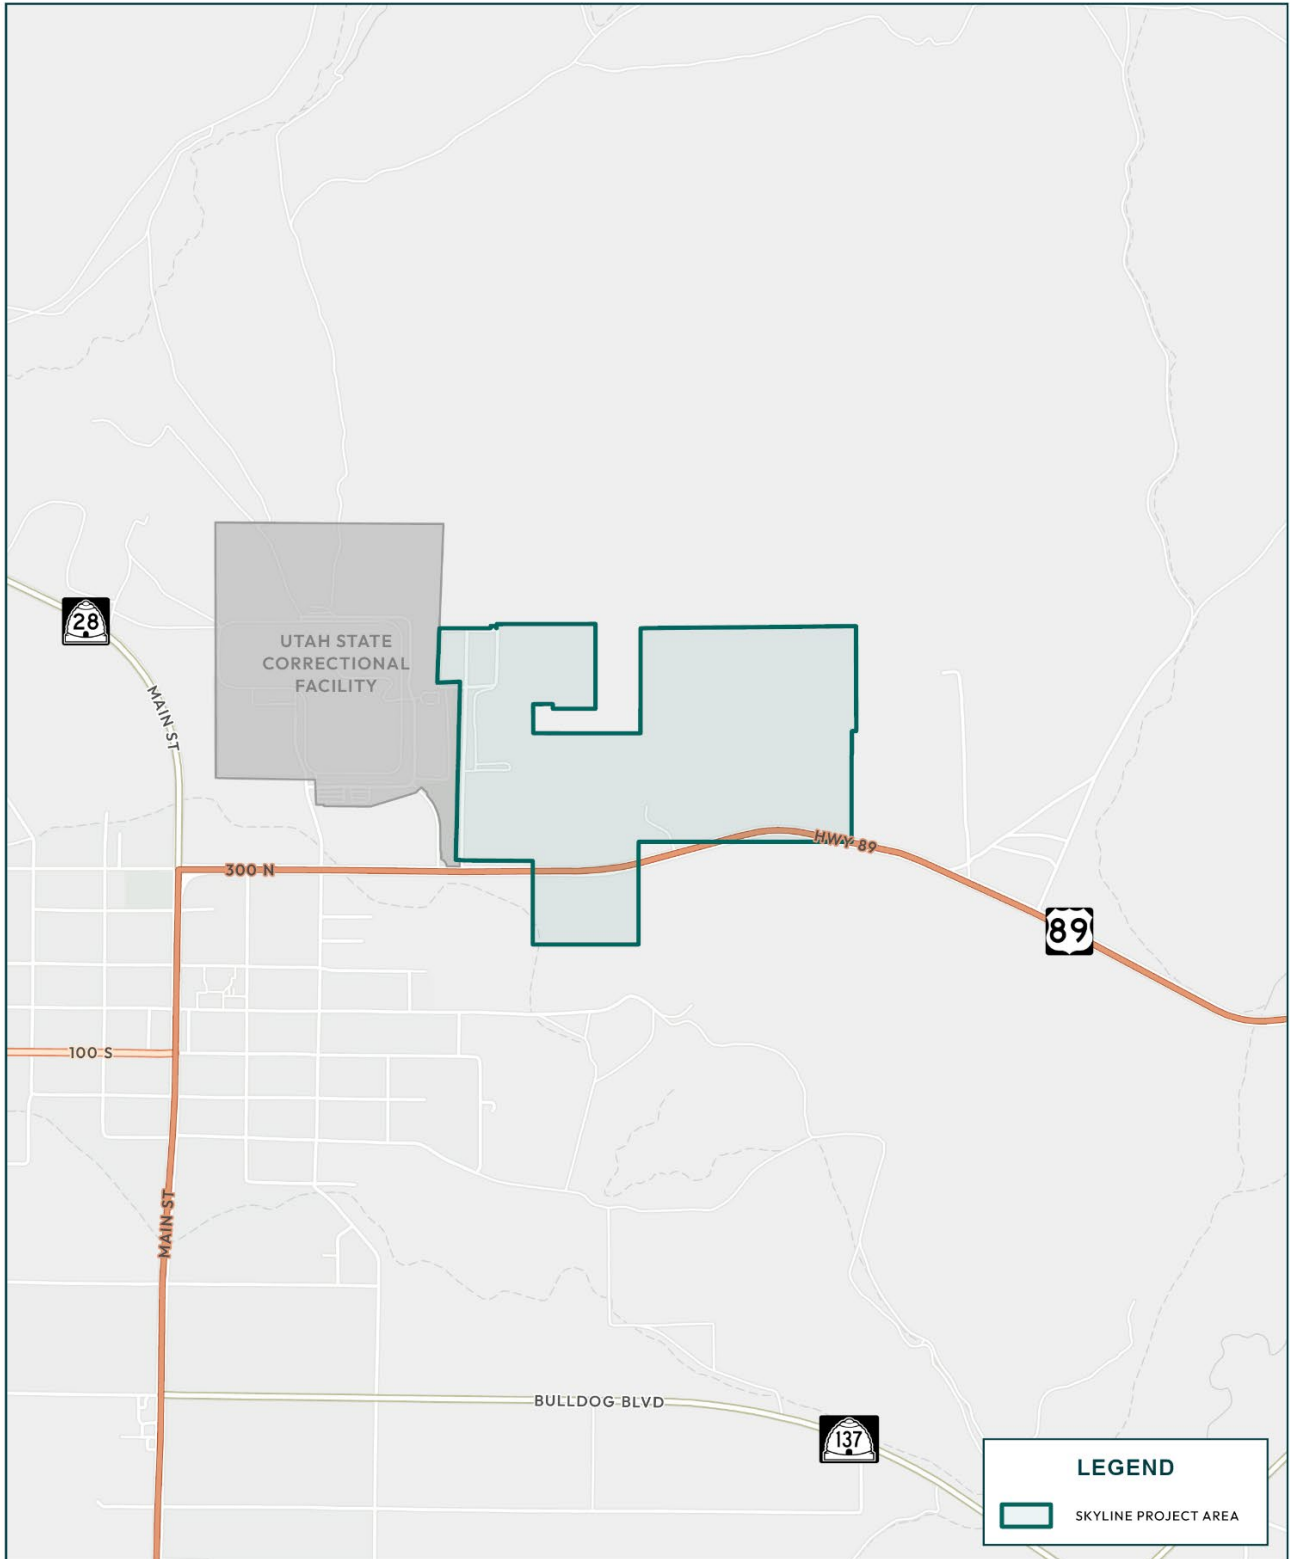 28
UTAH STATE
CORRECTIONAL
FACILITY
MAIN ST
HWY 89
300 N
89
100 S
MAIN ST
BULLDOG BLVD
137
LEGEND
SKYLINE PROJECT AREA